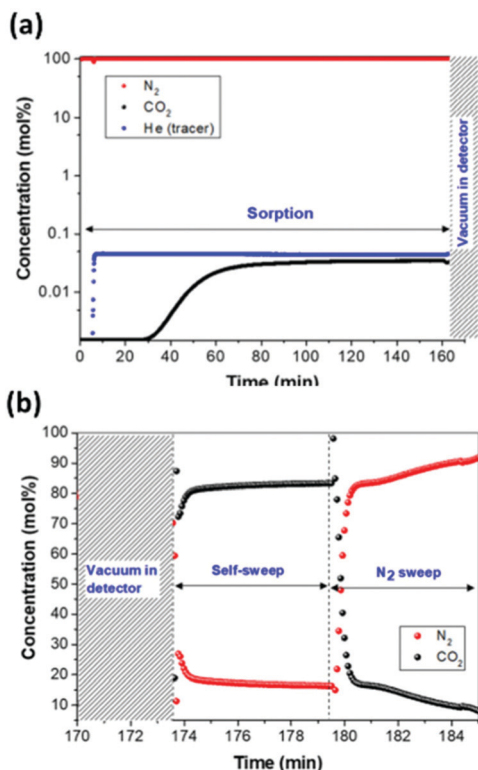 (a)
Concentration (mol%)
100
10
1
0.1
0.01
N2
CO2
He (tracer)
Sorption
Vacuum in detector
0 20 40 60 80 100 120 140 160
Time (min)
(b)
Concentration (mol%)
100
90
80
70
60
50
40
30
20
10
Vacuum in
detector
Self-sweep
N2 sweep
N2
CO2
170 172 174 176 178 180 182 184
Time (min)